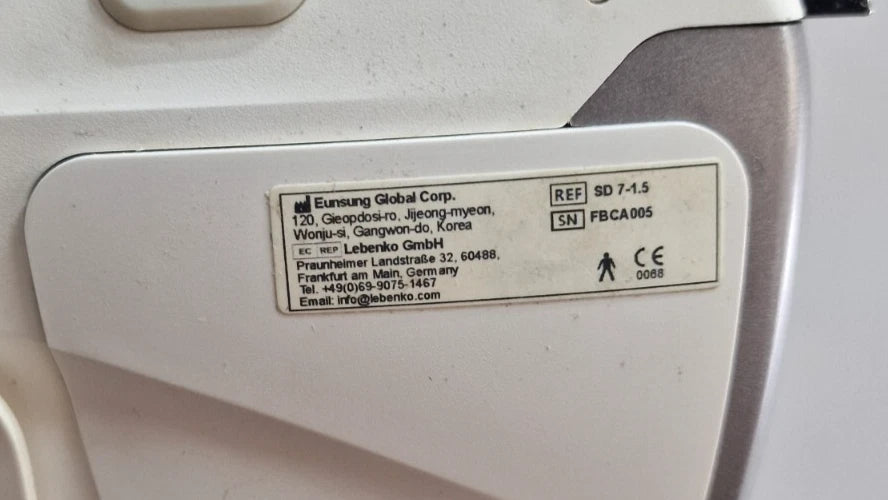 Eunsung Global Corp.
120, Gieopdosi-ro, Jijeong-myeon,
Wonju-si, Gangwon-do, Korea
EC REP Lebenko GmbH
Praunheimer Landstraße 32, 60488,
Frankfurt am Main, Germany
Tel. +49(0)69-9075-1467
Email: info@lebenko.com
REF SD 7-1.5
SN FBCA005
CE
0068